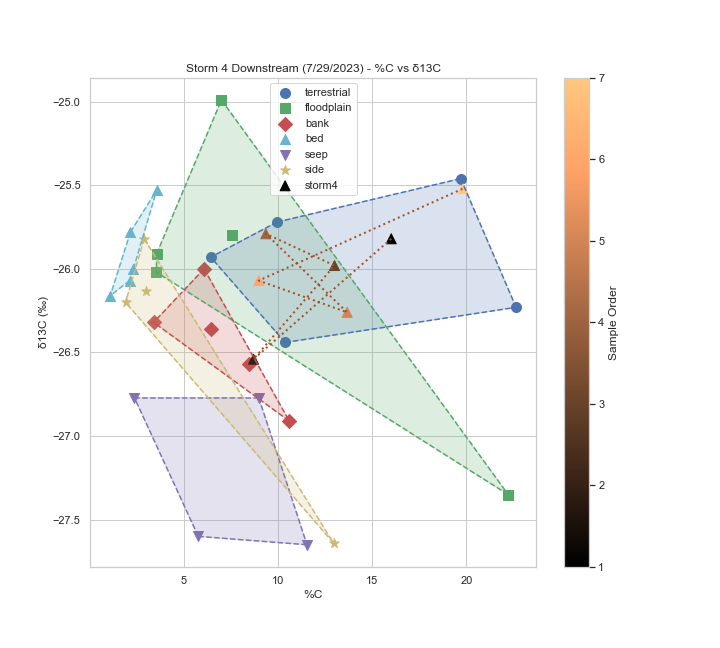 Storm 4 Downstream (7/29/2023) - %C vs δ13C
terrestrial
floodplain
bank
bed
seep
side
storm4
−25.0
−25.5
−26.0
−26.5
−27.0
−27.5
δ13C (‰)
5
10
15
20
%C
7
6
5
4
3
2
1
Sample Order